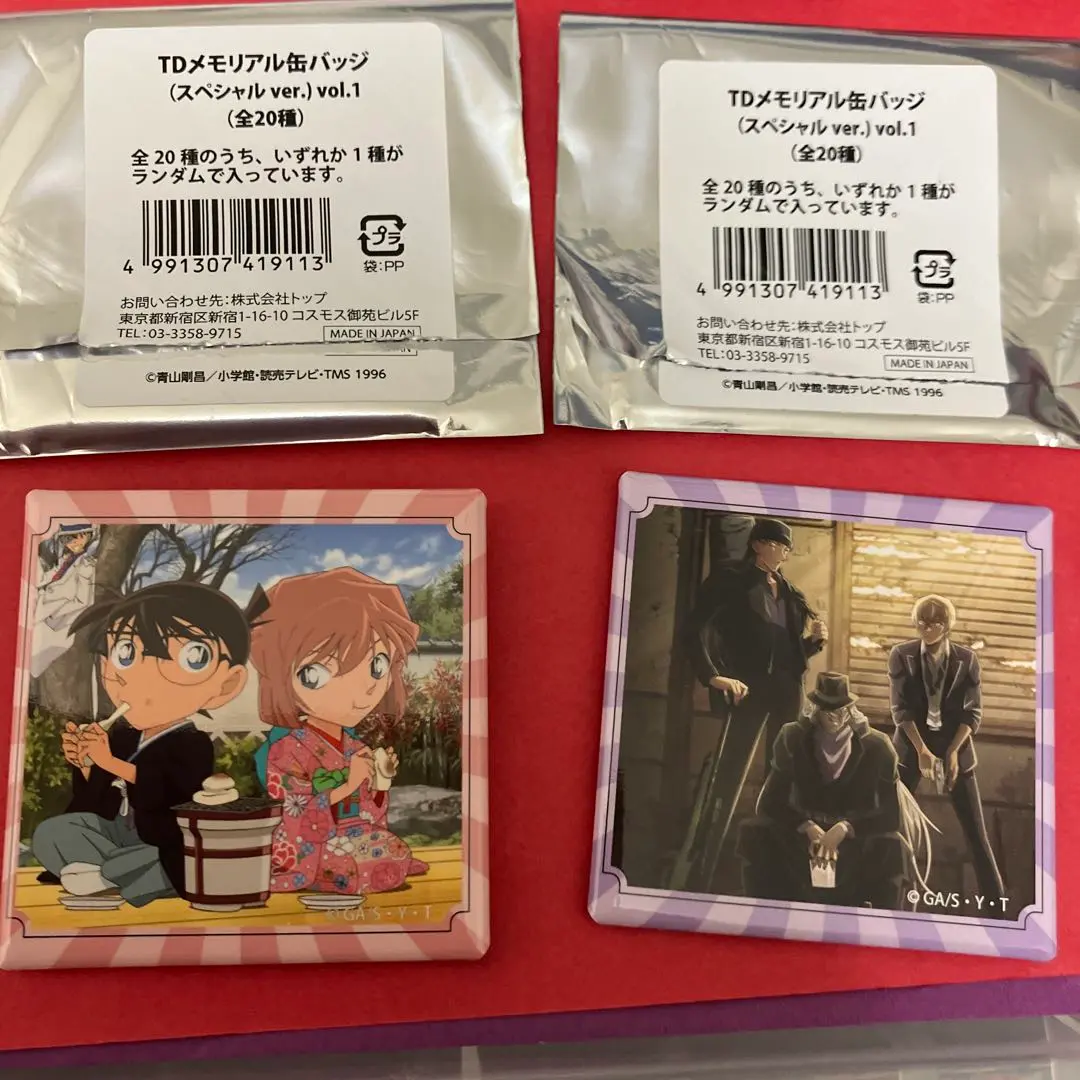 TDメモリアル缶バッジ
(スペシャル ver.) vol.1
(全20種)
全 20 種のうち、いずれか 1 種が
ランダムで入っています。
4 991307 419113
プラ
袋:PP
お問い合わせ先:株式会社トップ
東京都新宿区新宿1-16-10 コスモス御苑ビル5F
TEL:03-3358-9715
MADE IN JAPAN
©青山剛昌/小学館・読売テレビ・TMS 1996
TDメモリアル缶バッジ
(スペシャル ver.) vol.1
(全20種)
全 20 種のうち、いずれか 1 種が
ランダムで入っています。
4 991307 419113
プラ
袋:PP
お問い合わせ先:株式会社トップ
東京都新宿区新宿1-16-10 コスモス御苑ビル5F
TEL:03-3358-9715
MADE IN JAPAN
©青山剛昌/小学館・読売テレビ・TMS 1996
© GA/S・Y・T
© GA/S・Y・T